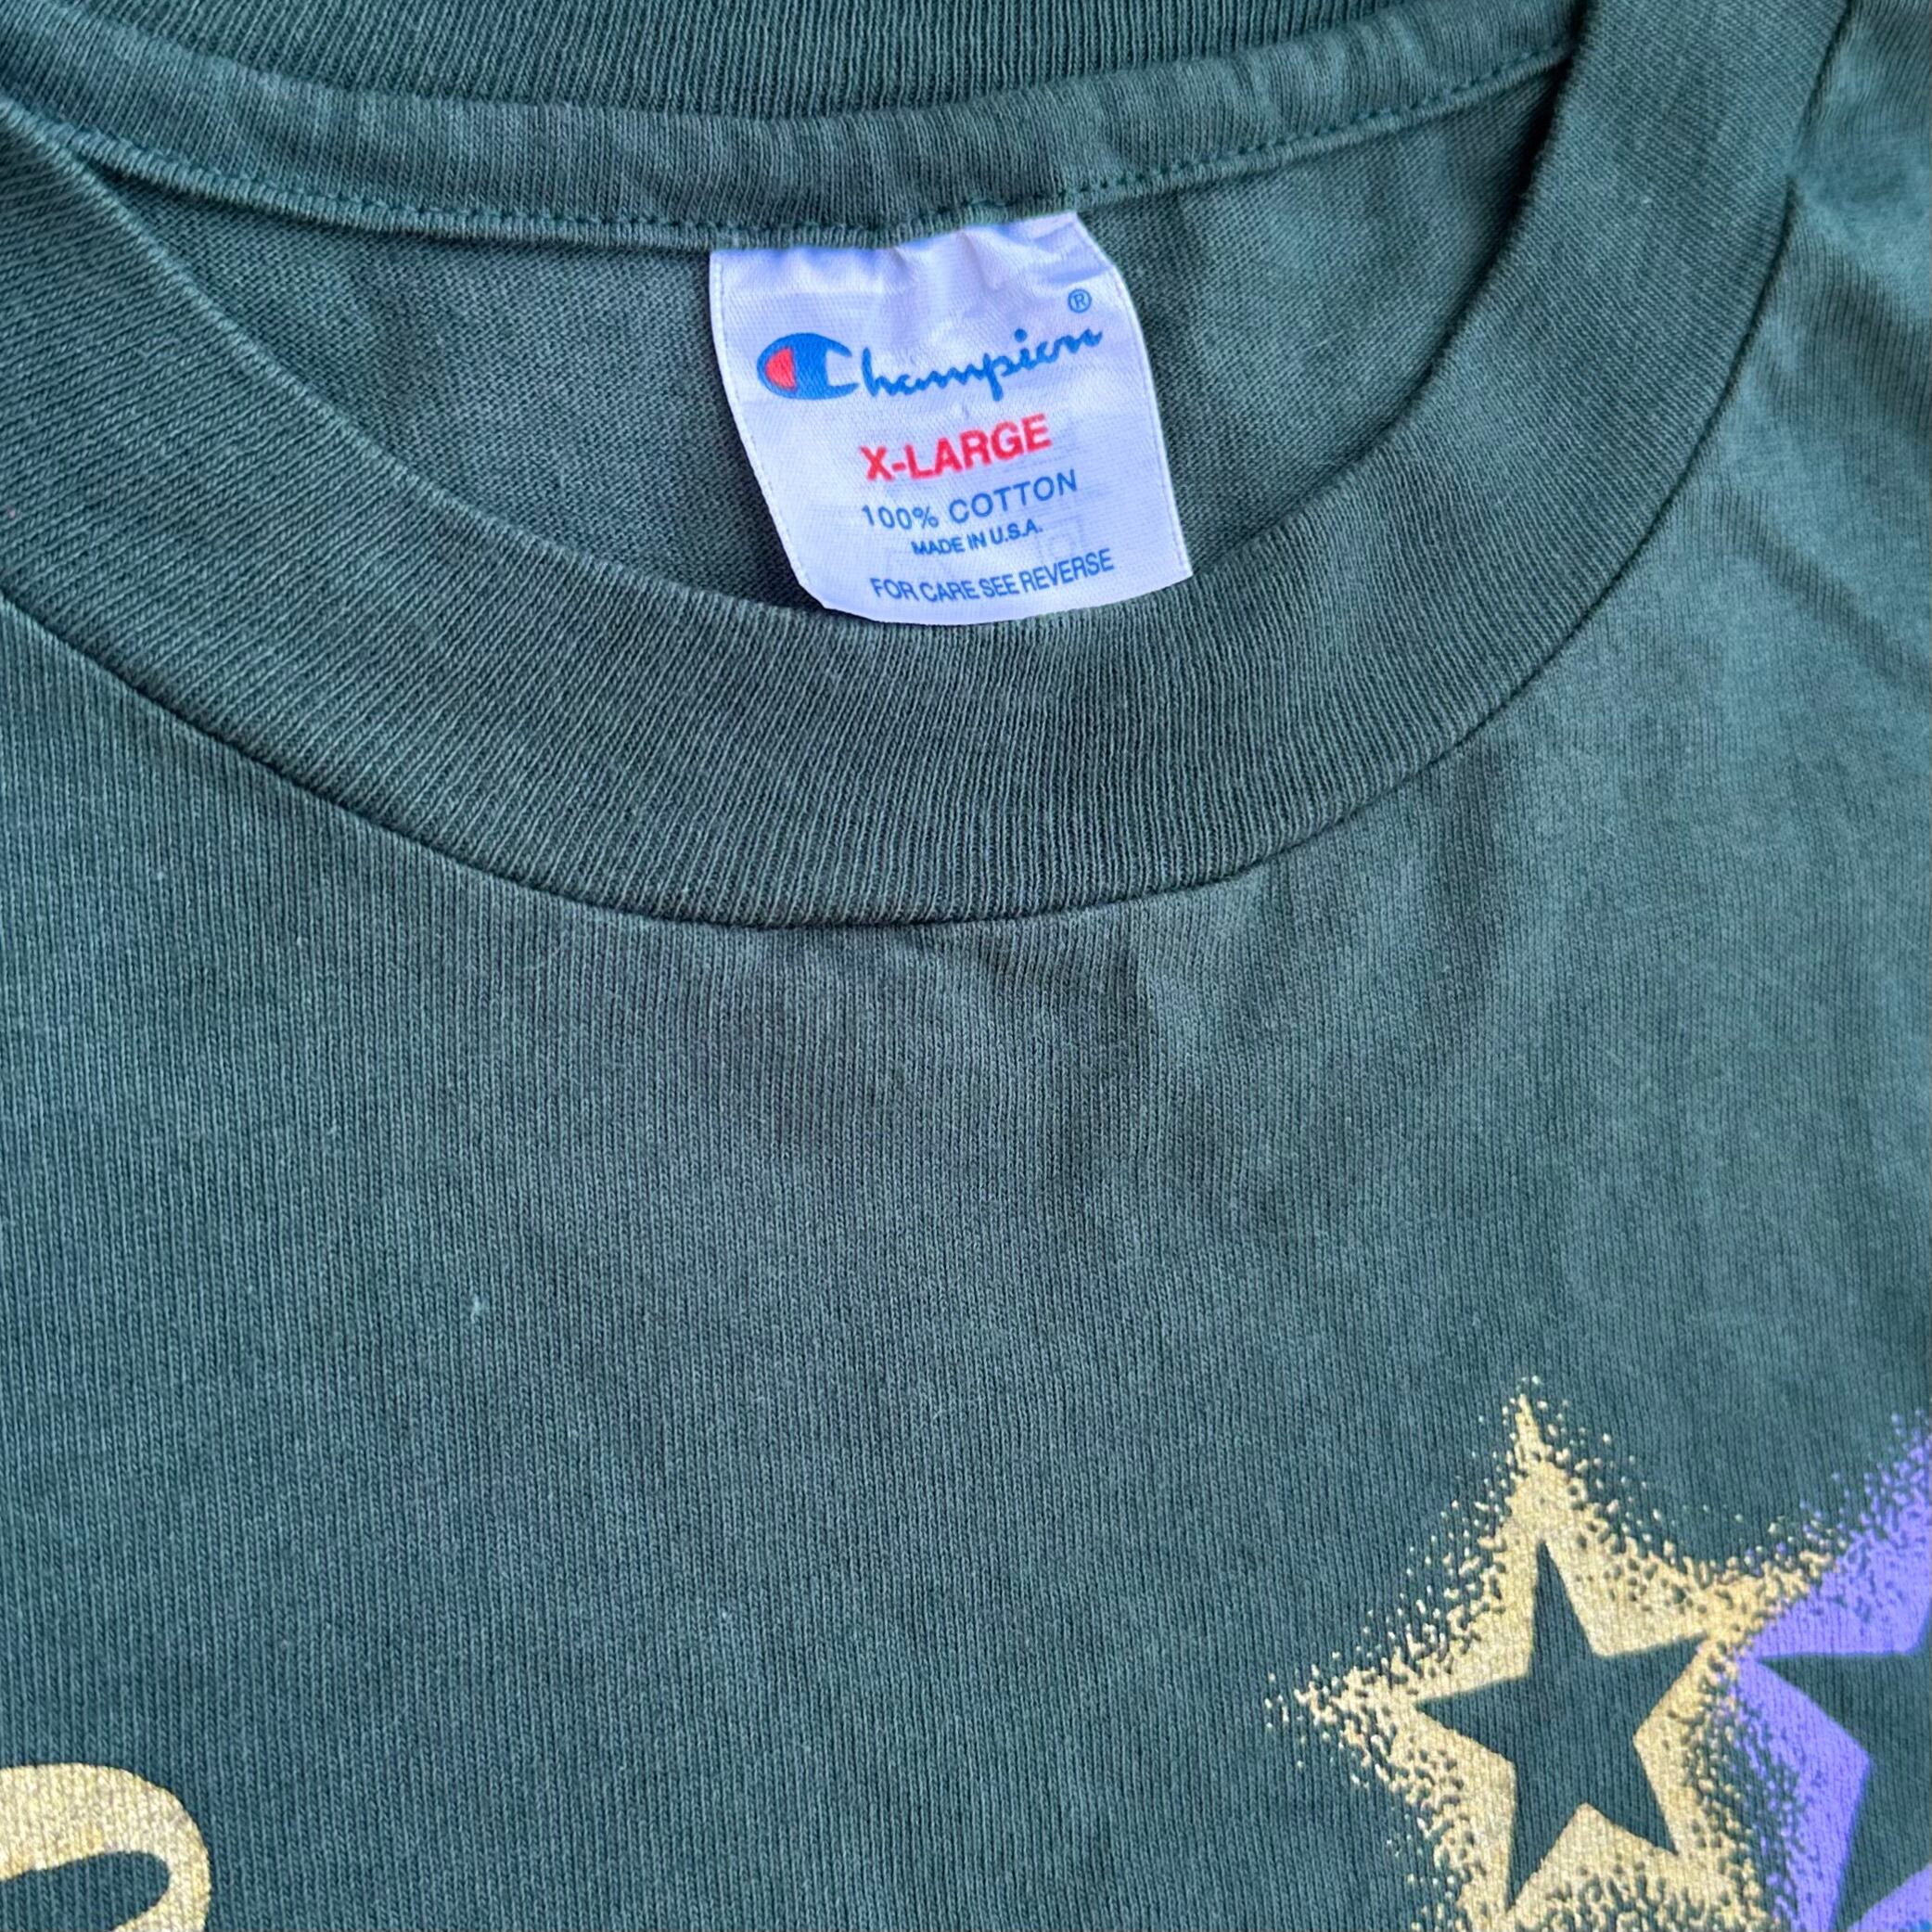 Champion®
X-LARGE
100% COTTON
MADE IN U.S.A.
FOR CARE SEE REVERSE